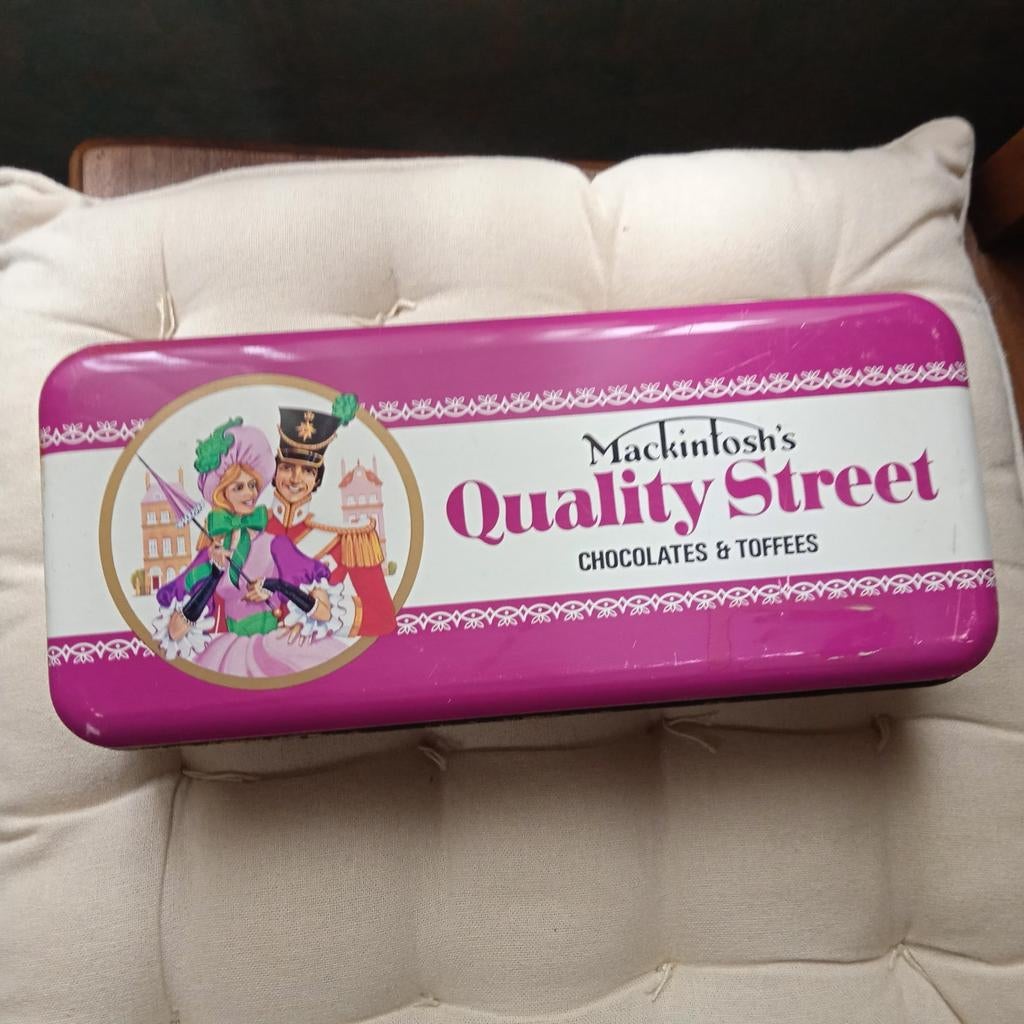 Mackintosh's
Quality Street
CHOCOLATES & TOFFEES